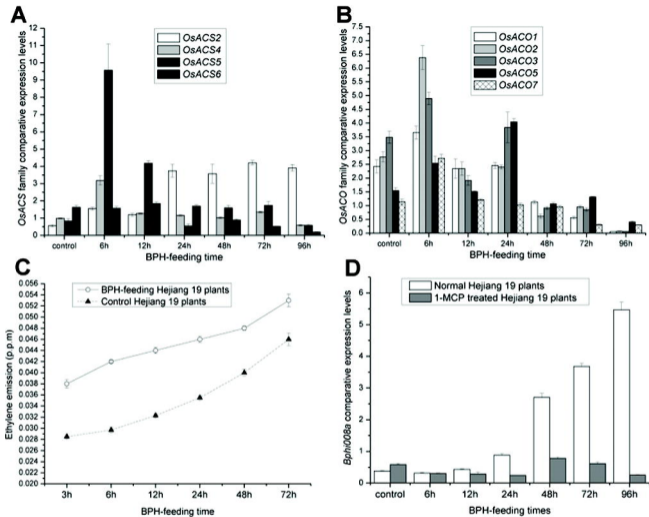 A
OsACS family comparative expression levels
12
11
10
9
8
7
6
5
4
3
2
1
0
OsACS2
OsACS4
OsACS5
OsACS6
control 6h 12h 24h 48h 72h 96h
BPH-feeding time
B
OsACO family comparative expression levels
7.5
7.0
6.5
6.0
5.5
5.0
4.5
4.0
3.5
3.0
2.5
2.0
1.5
1.0
0.5
0.0
OsACO1
OsACO2
OsACO3
OsACO5
OsACO7
control 6h 12h 24h 48h 72h 96h
BPH-feeding time
C
Ethylene emission (p.p.m)
0.056
0.054
0.052
0.050
0.048
0.046
0.044
0.042
0.040
0.038
0.036
0.034
0.032
0.030
0.028
0.026
0.024
0.022
0.020
BPH-feeding Hejiang 19 plants
Control Hejiang 19 plants
3h 6h 12h 24h 48h 72h
BPH-feeding time
D
Bphi008a comparative expression levels
6
5
4
3
2
1
0
Normal Hejiang 19 plants
1-MCP treated Hejiang 19 plants
control 6h 12h 24h 48h 72h 96h
BPH-feeding times